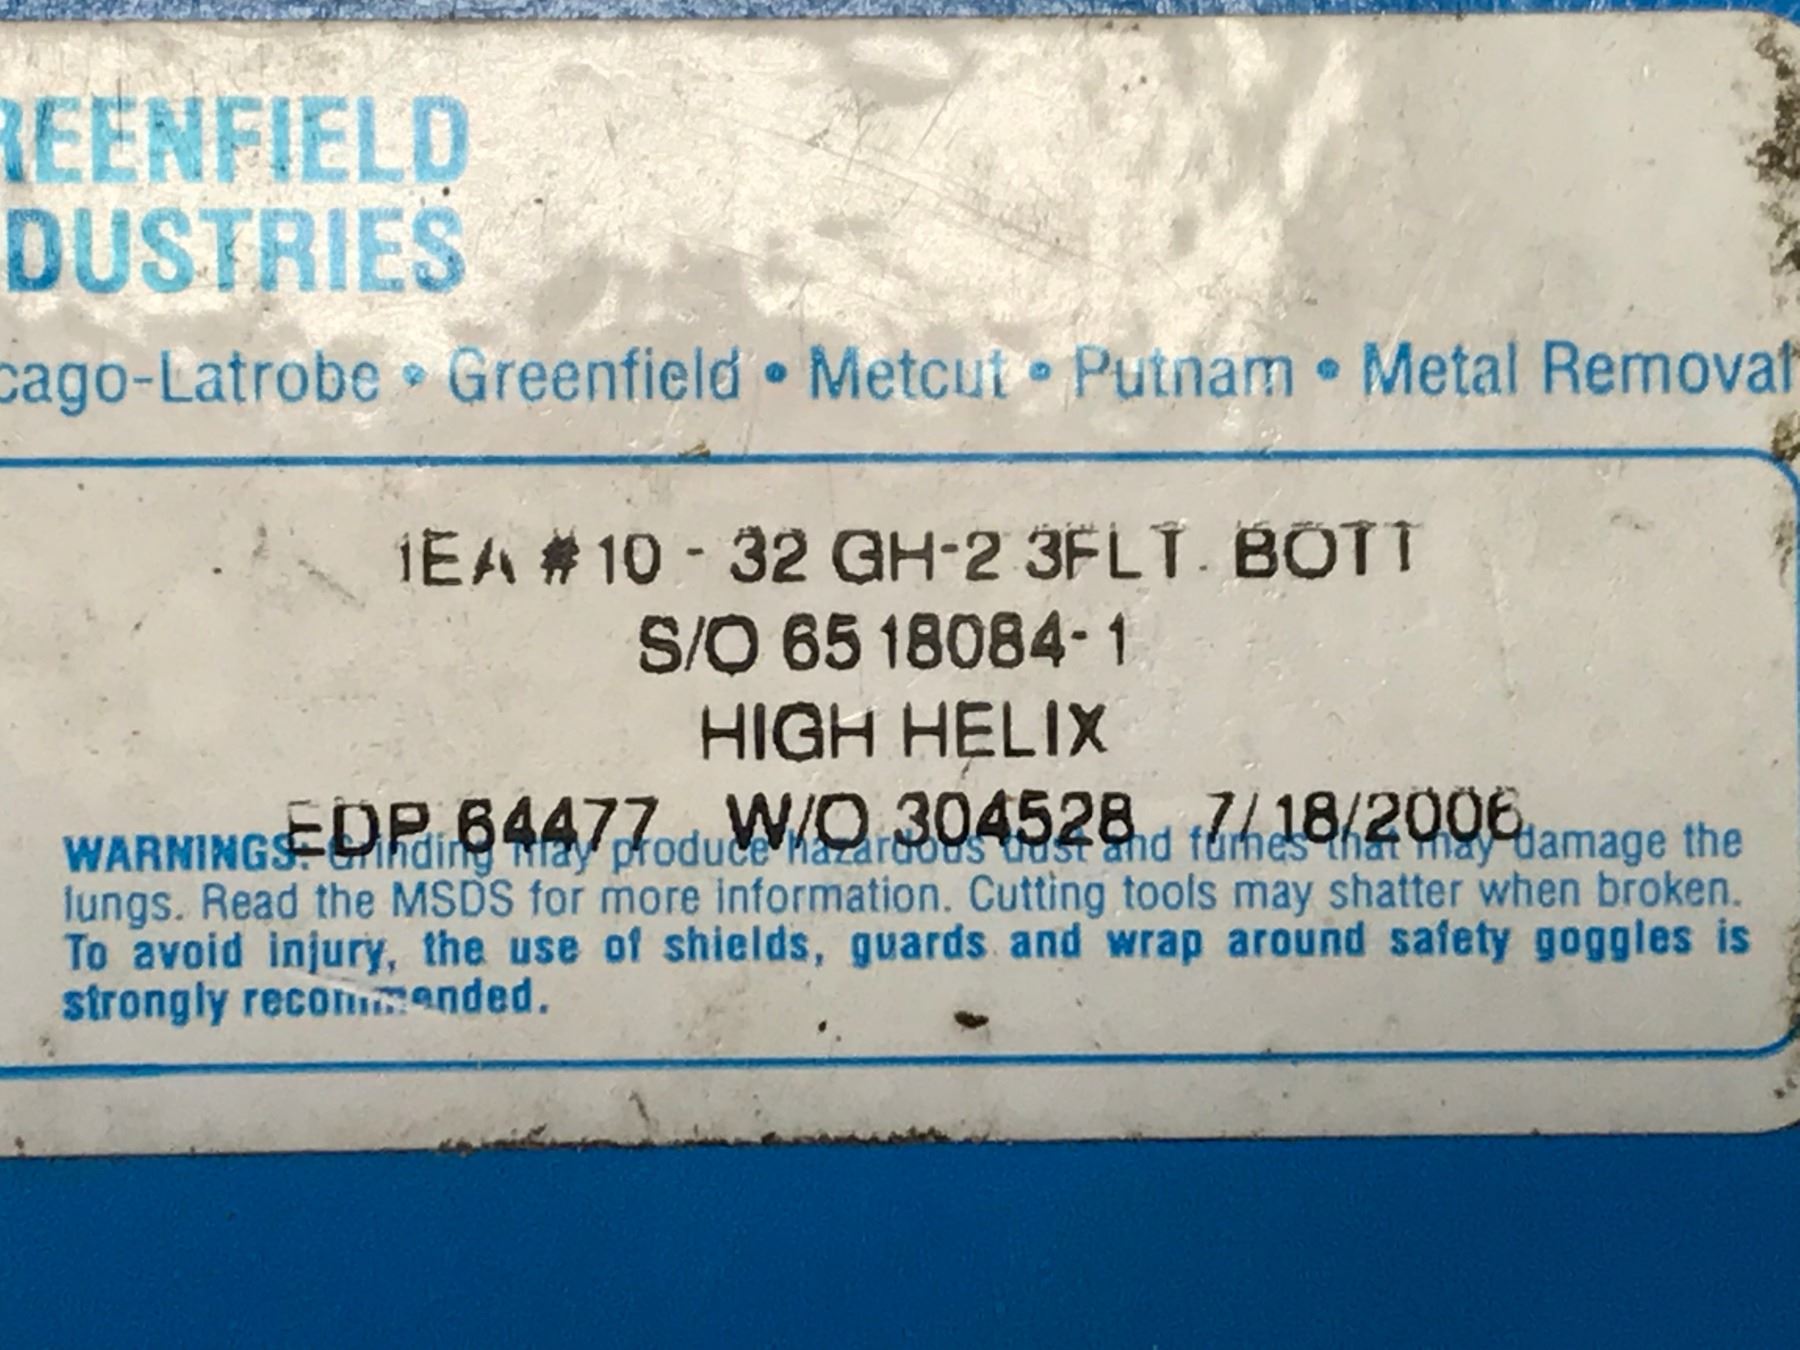 REENFIELD
DUSTRIES
cago-Latrobe • Greenfield • Metcut • Putnam • Metal Removal
1EA #10 - 32 GH-2 3FLT. BOTT
S/O 6518084-1
HIGH HELIX
EDP 64477 W/O 304528 7/18/2006
WARNINGS: Grinding may produce hazardous dust and fumes that may damage the
lungs. Read the MSDS for more information. Cutting tools may shatter when broken.
To avoid injury, the use of shields, guards and wrap around safety goggles is
strongly recommended.